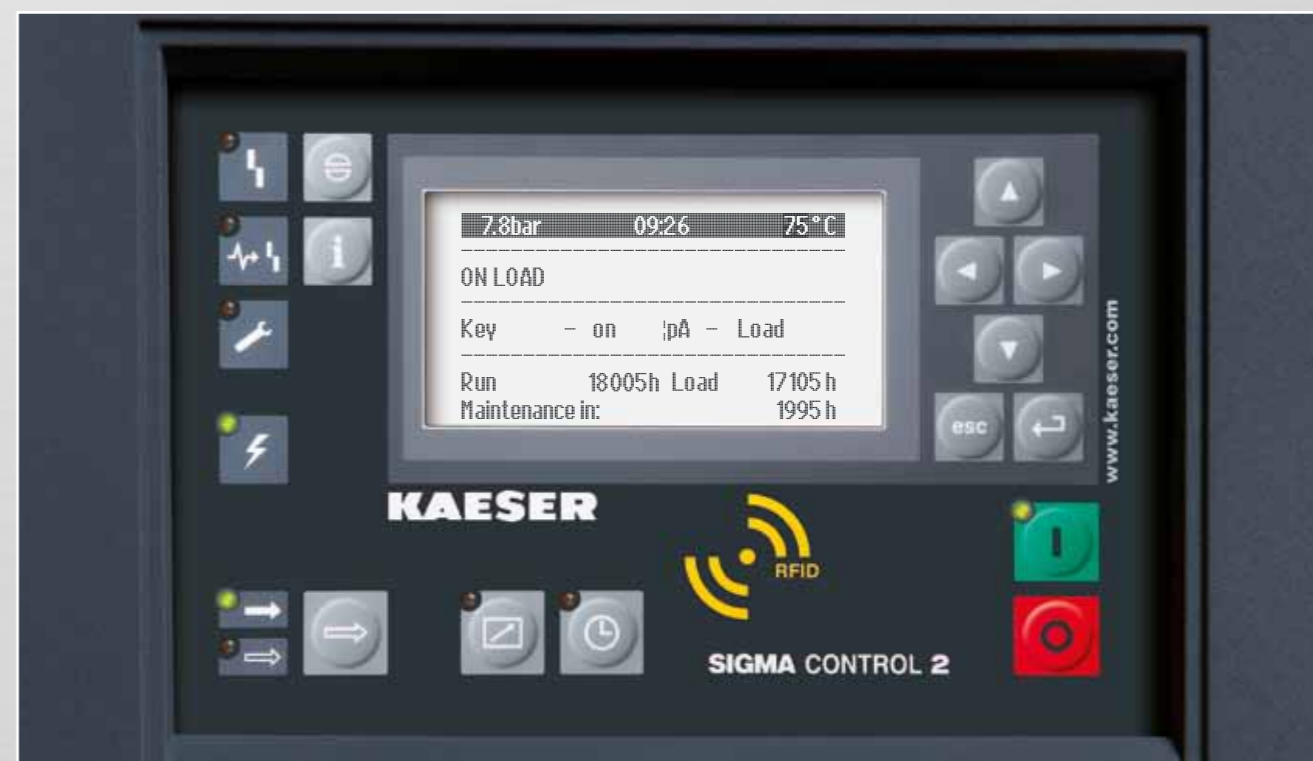 7.8bar 09:26 75°C
ON LOAD
Key - on ¦pA - Load
Run 18005h Load 17105 h
Maintenance in: 1995 h
esc
www.kaeser.com
KAESER
RFID
SIGMA CONTROL 2